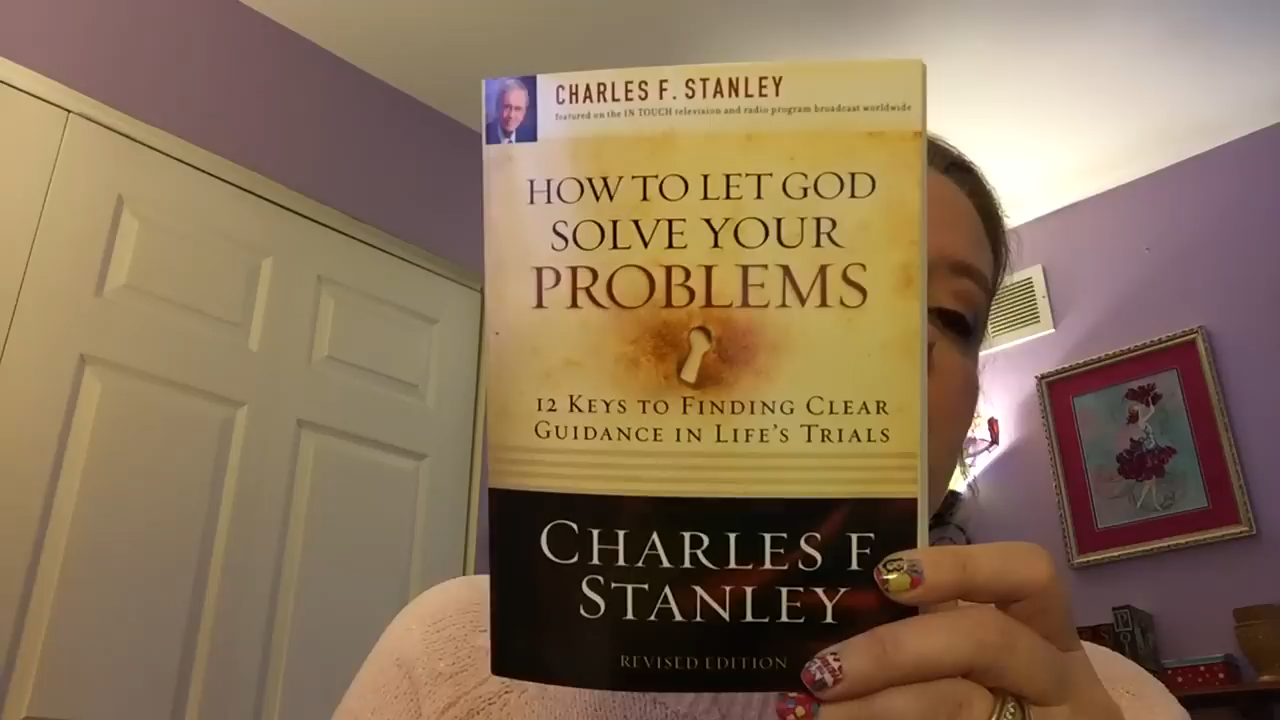 CHARLES F. STANLEY
featured on the IN TOUCH television and radio program broadcast worldwide
HOW TO LET GOD
SOLVE YOUR
PROBLEMS
12 KEYS TO FINDING CLEAR
GUIDANCE IN LIFE'S TRIALS
CHARLES F
STANLEY
REVISED EDITION